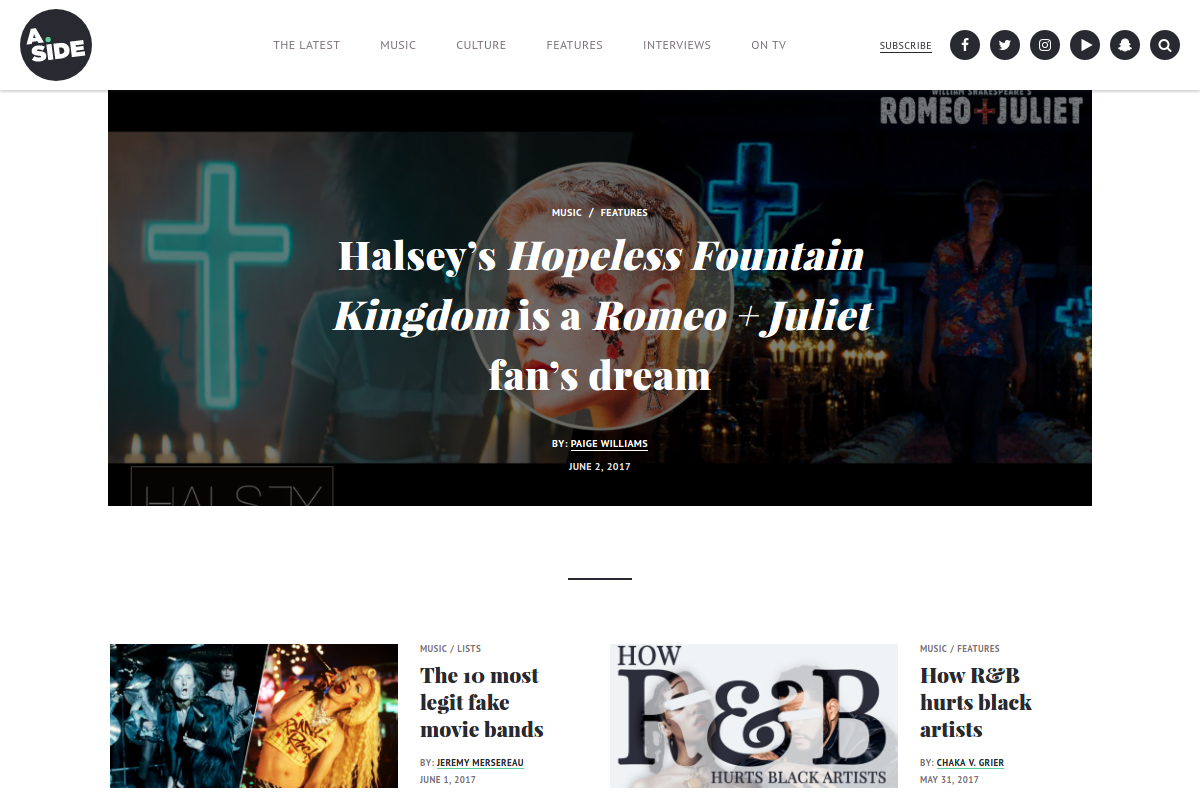 A.
SIDE
THE LATEST
MUSIC
CULTURE
FEATURES
INTERVIEWS
ON TV
SUBSCRIBE
WILLIAM SHAKESPEARE'S
ROMEO+JULIET
MUSIC / FEATURES
Halsey’s Hopeless Fountain
Kingdom is a Romeo + Juliet
fan’s dream
BY: PAIGE WILLIAMS
JUNE 2, 2017
HALSEY
MUSIC / LISTS
The 10 most
legit fake
movie bands
BY: JEREMY MERSEREAU
JUNE 1, 2017
PUNK
ROCK
HOW
R&B
HURTS BLACK ARTISTS
MUSIC / FEATURES
How R&B
hurts black
artists
BY: CHAKA V. GRIER
MAY 31, 2017